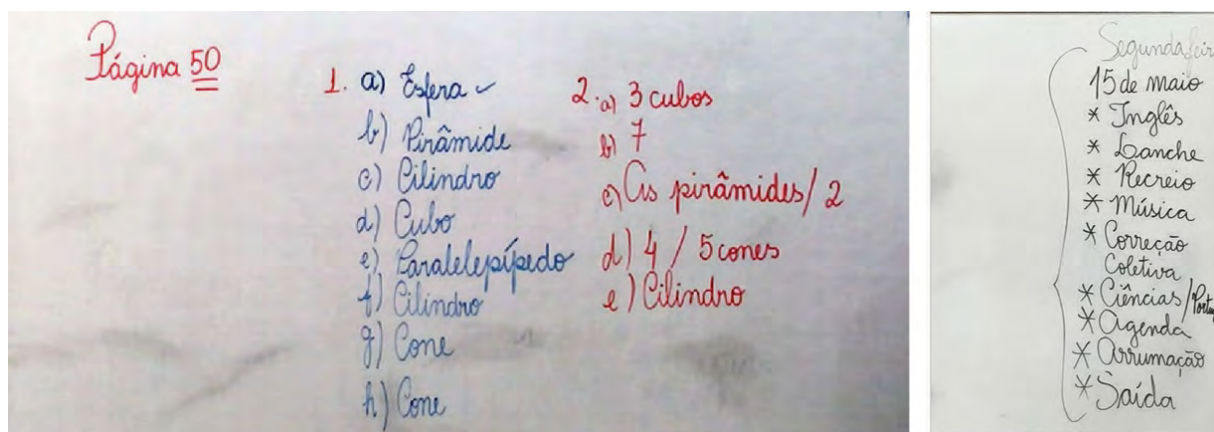 Página 50
1. a) Esfera ✓
b) Pirâmide
c) Cilindro
d) Cubo
e) Paralelepípedo
f) Cilindro
g) Cone
h) Cone
2. a) 3 cubos
b) 7
c) As pirâmides / 2
d) 4 / 5 cones
e) Cilindro
Segunda
15 de maio
* Inglês
* Lanche
* Recreio
* Música
* Correção
Coletiva
* Ciências /
* Agenda
* Arrumação
* Saída